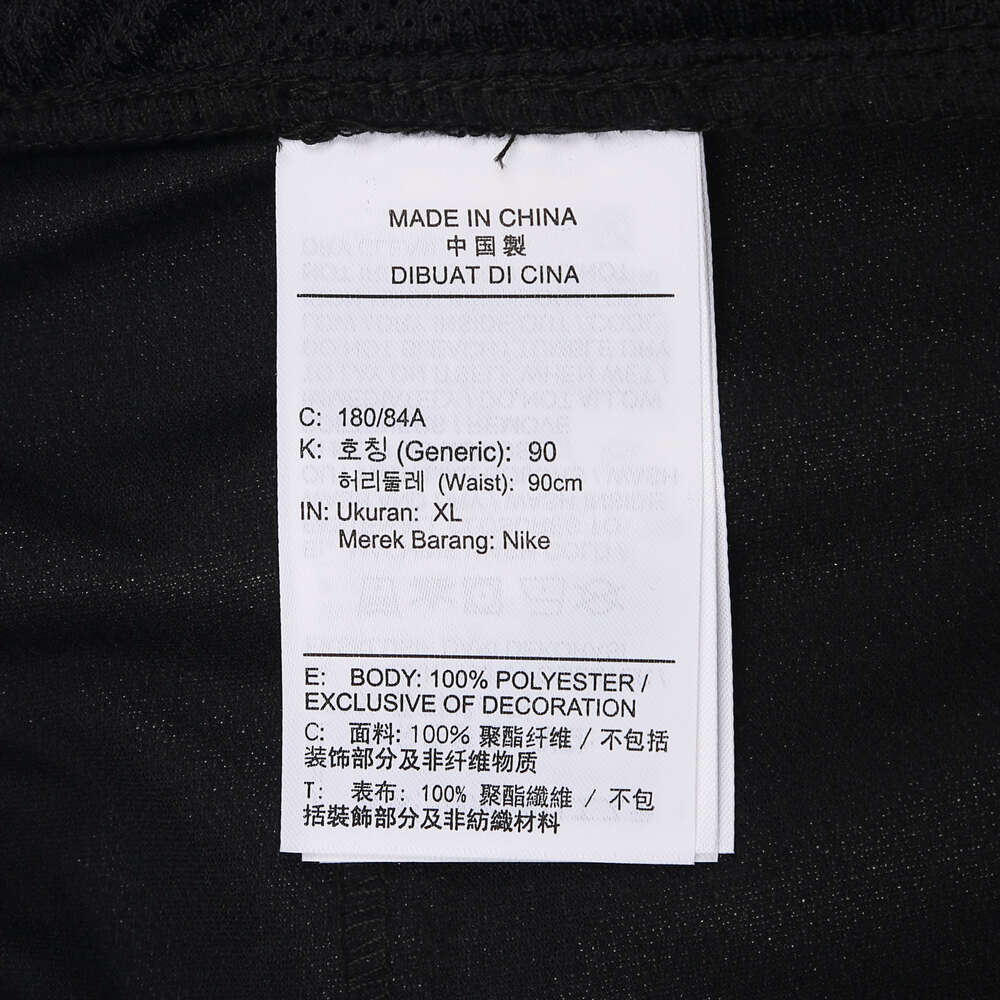 MADE IN CHINA
中国製
DIBUAT DI CINA
C: 180/84A
K: 호칭 (Generic): 90
허리둘레 (Waist): 90cm
IN: Ukuran: XL
Merek Barang: Nike
E: BODY: 100% POLYESTER /
EXCLUSIVE OF DECORATION
C: 面料: 100% 聚酯纤维 / 不包括
装饰部分及非纤维物质
T: 表布: 100% 聚酯纖維 / 不包
括裝飾部分及非紡織材料